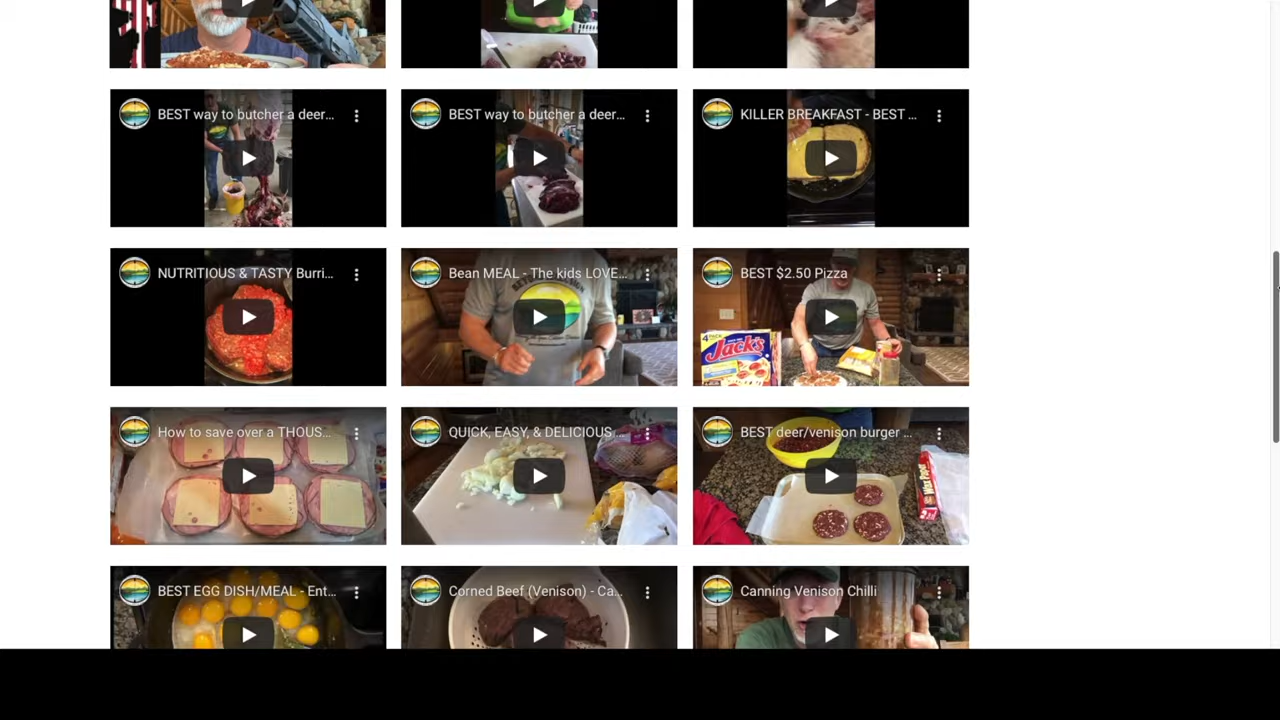 BEST way to butcher a deer...
BEST way to butcher a deer...
KILLER BREAKFAST - BEST ...
NUTRITIOUS & TASTY Burri...
Bean MEAL - The kids LOVE...
BEST $2.50 Pizza
Jack's
How to save over a THOUS...
QUICK, EASY, & DELICIOUS ...
BEST deer/venison burger ...
Wax Paper
BEST EGG DISH/MEAL - Ent...
Corned Beef (Venison) - Ca...
Canning Venison Chilli